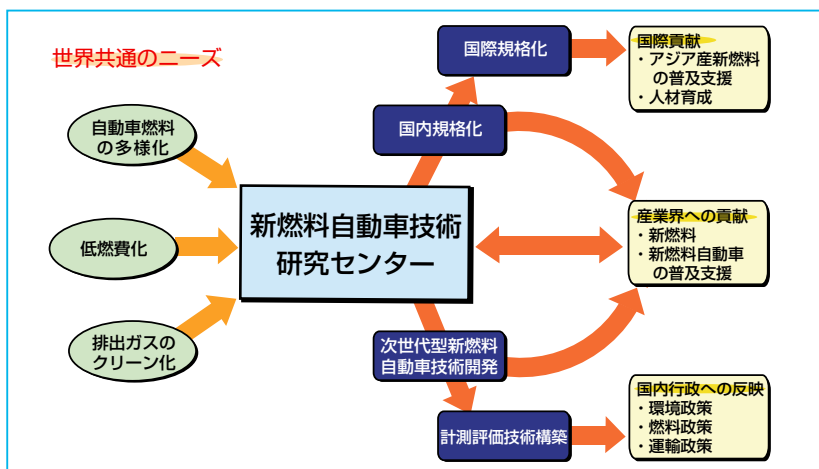 世界共通のニーズ
自動車燃料
の多様化
低燃費化
排出ガスの
クリーン化
新燃料自動車技術
研究センター
国際規格化
国内規格化
次世代型新燃料
自動車技術開発
計測評価技術構築
国際貢献
・アジア産新燃料
の普及支援
・人材育成
産業界への貢献
・新燃料
・新燃料自動車
の普及支援
国内行政への反映
・環境政策
・燃料政策
・運輸政策